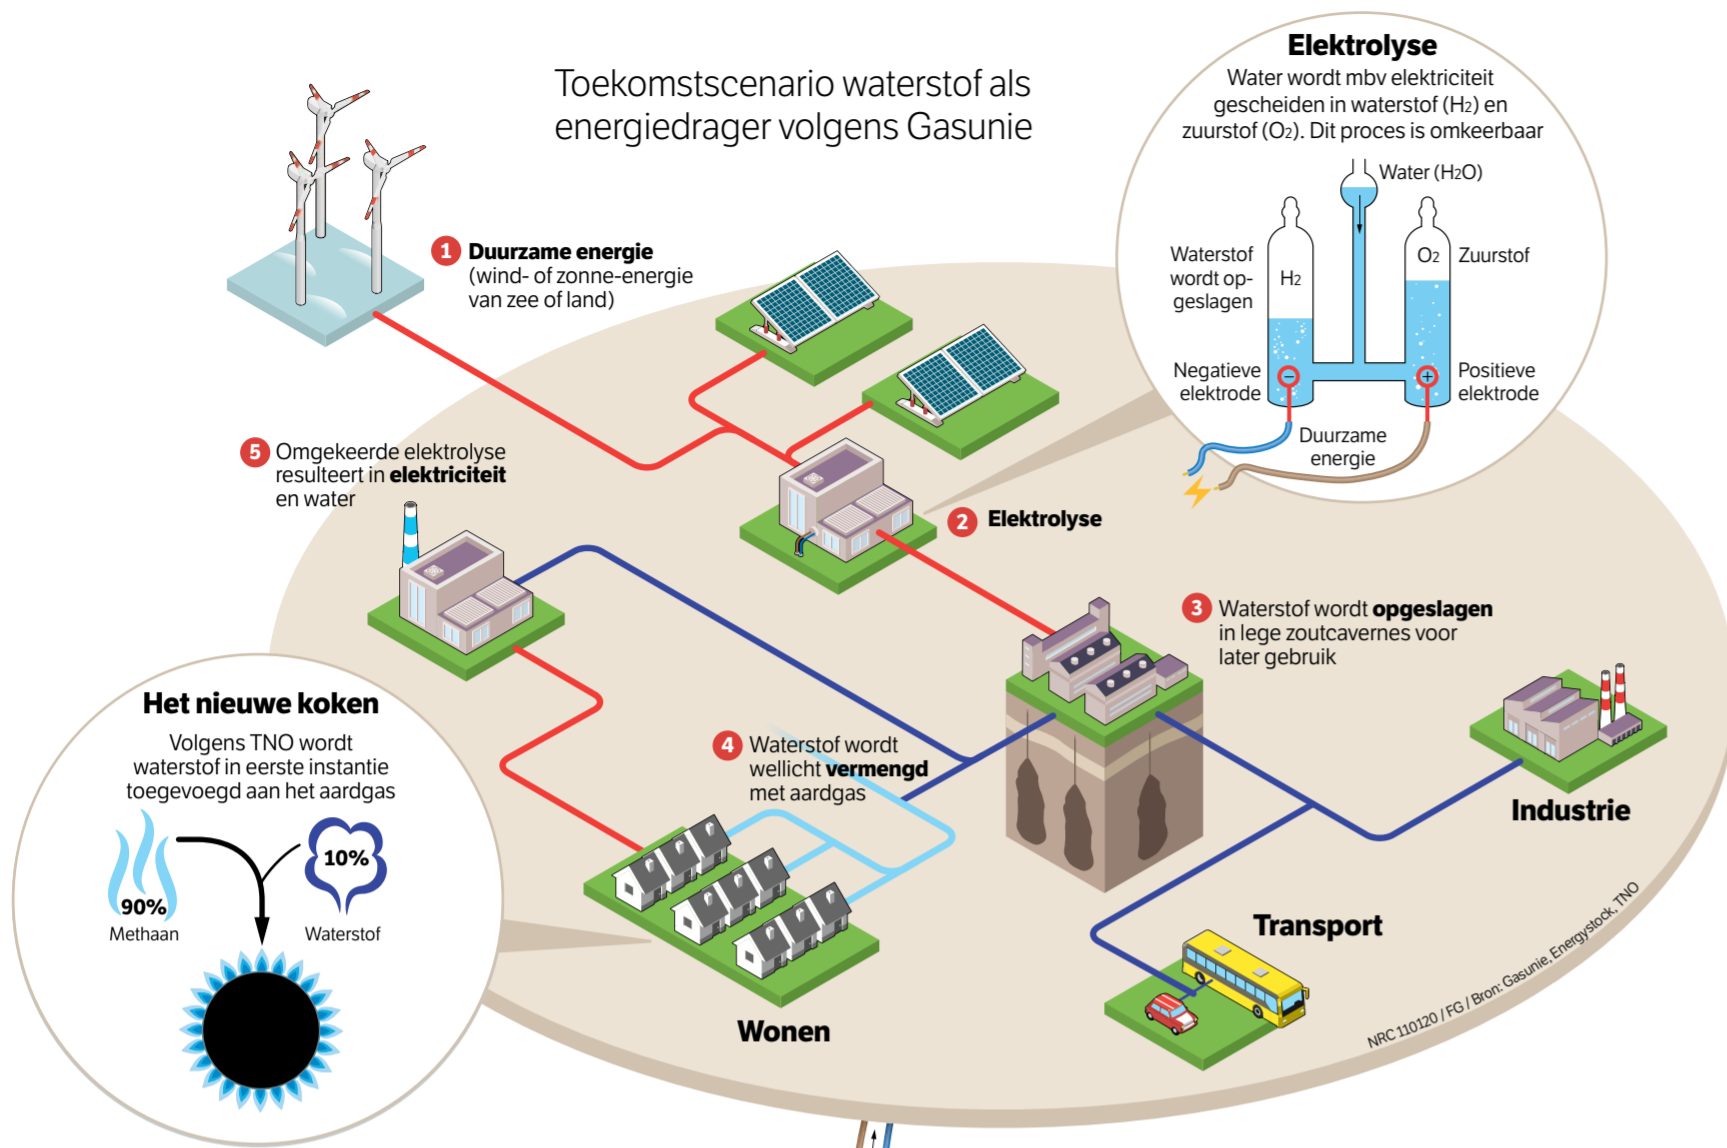 Toekomstscenario waterstof als
energiedrager volgens Gasunie
Elektrolyse
Water wordt mbv elektriciteit
gescheiden in waterstof (H2) en
zuurstof (O2). Dit proces is omkeerbaar
Water (H2O)
Waterstof
wordt op-
geslagen
H2
O2
Zuurstof
Negatieve
elektrode
−
+
Positieve
elektrode
Duurzame
energie
1 Duurzame energie
(wind- of zonne-energie
van zee of land)
2 Elektrolyse
3 Waterstof wordt opgeslagen
in lege zoutcavernes voor
later gebruik
4 Waterstof wordt
wellicht vermengd
met aardgas
5 Omgekeerde elektrolyse
resulteert in elektriciteit
en water
Het nieuwe koken
Volgens TNO wordt
waterstof in eerste instantie
toegevoegd aan het aardgas
90%
Methaan
10%
Waterstof
Wonen
Transport
Industrie
NRC 110120 / FG / Bron: Gasunie, Energystock, TNO